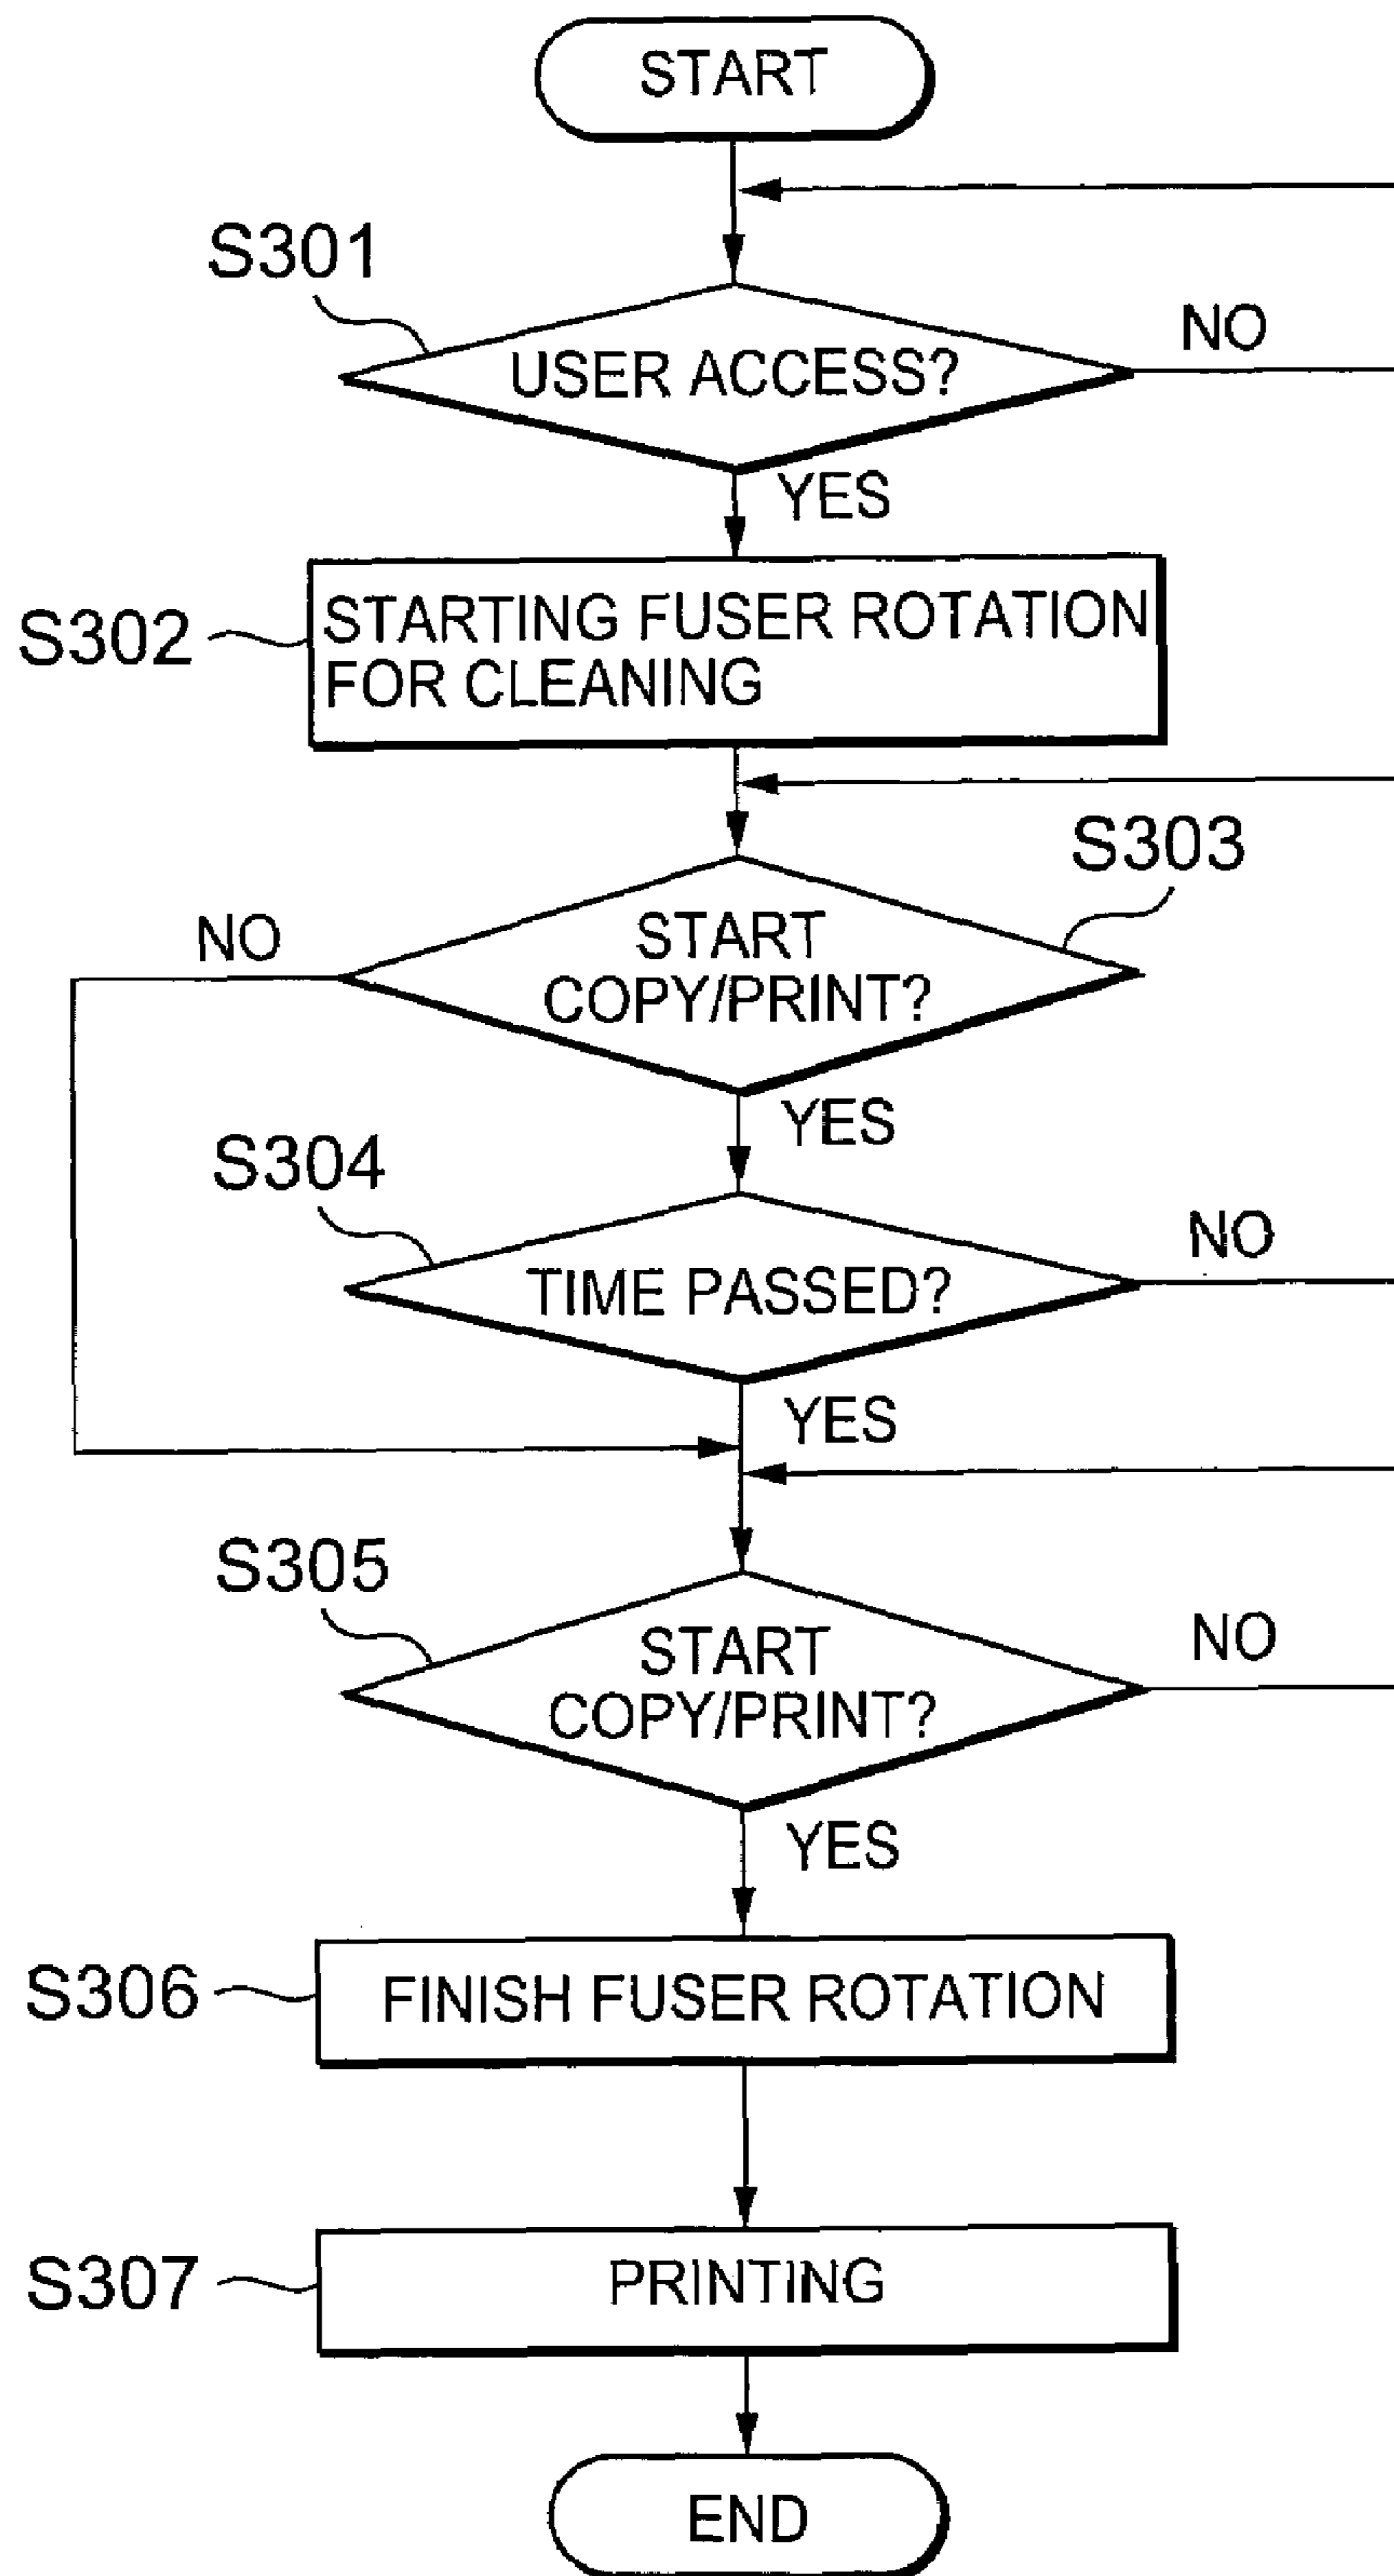 START
S301
USER ACCESS?
NO
YES
S302
STARTING FUSER ROTATION
FOR CLEANING
S303
NO
START
COPY/PRINT?
YES
S304
NO
TIME PASSED?
YES
S305
START
COPY/PRINT?
NO
YES
S306
FINISH FUSER ROTATION
S307
PRINTING
END